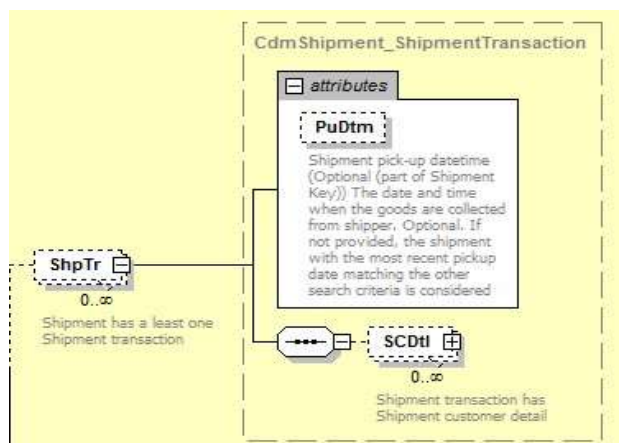 CdmShipment_ShipmentTransaction
attributes
PuDtm
Shipment pick-up datetime
(Optional (part of Shipment
Key)) The date and time
when the goods are collected
from shipper. Optional. If
not provided, the shipment
with the most recent pickup
date matching the other
search criteria is considered
ShpTr
0..∞
Shipment has a least one
Shipment transaction
SCDtl
0..∞
Shipment transaction has
Shipment customer detail